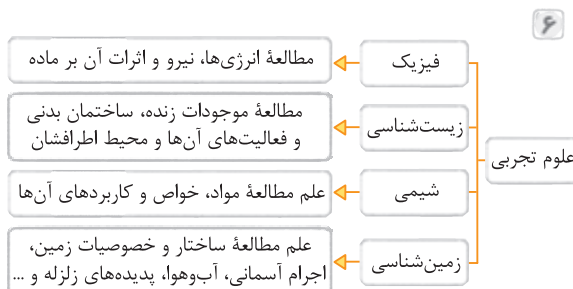 ۶
علوم تجربی
فیزیک
مطالعهٔ انرژی‌ها، نیرو و اثرات آن بر ماده
زیست‌شناسی
مطالعهٔ موجودات زنده، ساختمان بدنی
و فعالیت‌های آن‌ها و محیط اطرافشان
شیمی
علم مطالعهٔ مواد، خواص و کاربردهای آن‌ها
زمین‌شناسی
علم مطالعهٔ ساختار و خصوصیات زمین،
اجرام آسمانی، آب‌وهوا، پدیده‌های زلزله و ...